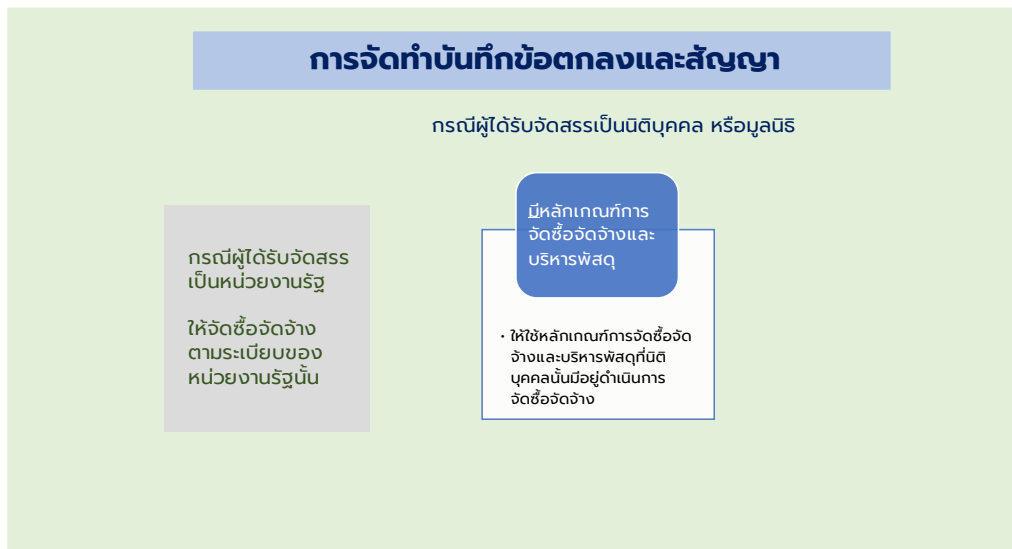 การจัดทำบันทึกข้อตกลงและสัญญา
กรณีผู้ได้รับจัดสรรเป็นนิติบุคคล หรือมูลนิธิ
กรณีผู้ได้รับจัดสรร
เป็นหน่วยงานรัฐ
ให้จัดซื้อจัดจ้าง
ตามระเบียบของ
หน่วยงานรัฐนั้น
มีหลักเกณฑ์การ
จัดซื้อจัดจ้างและ
บริหารพัสดุ
• ให้ใช้หลักเกณฑ์การจัดซื้อจัด
จ้างและบริหารพัสดุที่นิติ
บุคคลนั้นมีอยู่ดำเนินการ
จัดซื้อจัดจ้าง